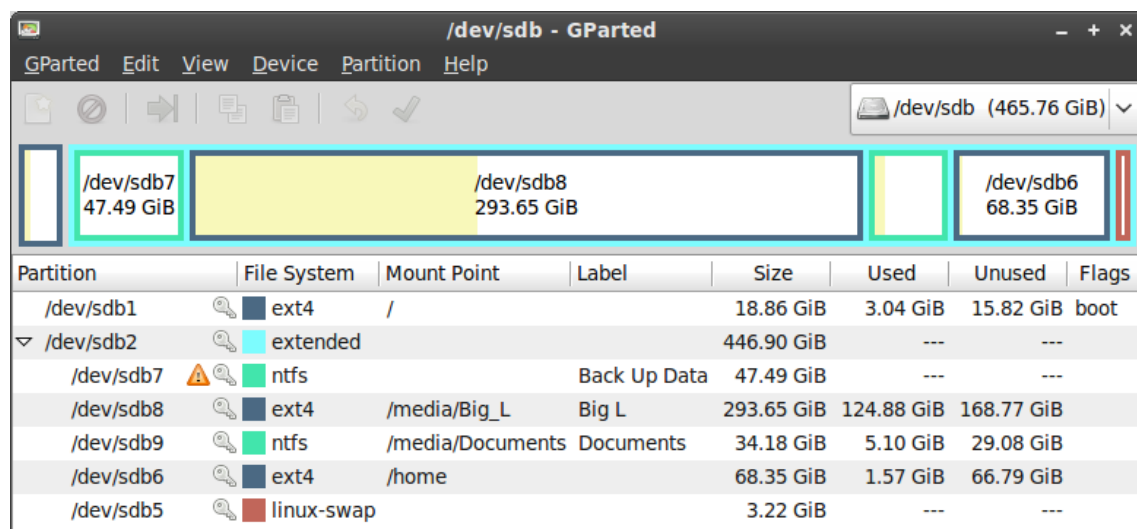 /dev/sdb - GParted
GParted Edit View Device Partition Help
/dev/sdb (465.76 GiB)
/dev/sdb7 /dev/sdb8 /dev/sdb6
47.49 GiB 293.65 GiB 68.35 GiB
Partition File System Mount Point Label Size Used Unused Flags
/dev/sdb1 ext4 / 18.86 GiB 3.04 GiB 15.82 GiB boot
/dev/sdb2 extended 446.90 GiB --- ---
/dev/sdb7 ntfs Back Up Data 47.49 GiB --- ---
/dev/sdb8 ext4 /media/Big_L Big L 293.65 GiB 124.88 GiB 168.77 GiB
/dev/sdb9 ntfs /media/Documents Documents 34.18 GiB 5.10 GiB 29.08 GiB
/dev/sdb6 ext4 /home 68.35 GiB 1.57 GiB 66.79 GiB
/dev/sdb5 linux-swap 3.22 GiB --- ---